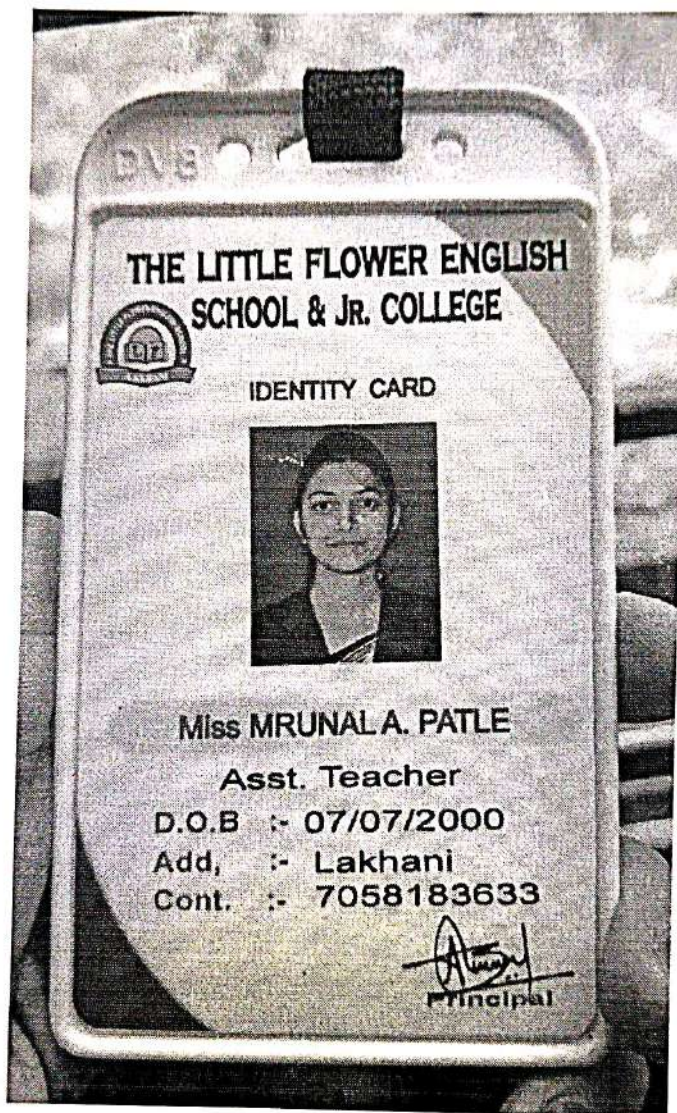 THE LITTLE FLOWER ENGLISH
SCHOOL & JR. COLLEGE
IDENTITY CARD
Miss MRUNAL A. PATLE
Asst. Teacher
D.O.B :- 07/07/2000
Add, :- Lakhani
Cont. :- 7058183633
Principal